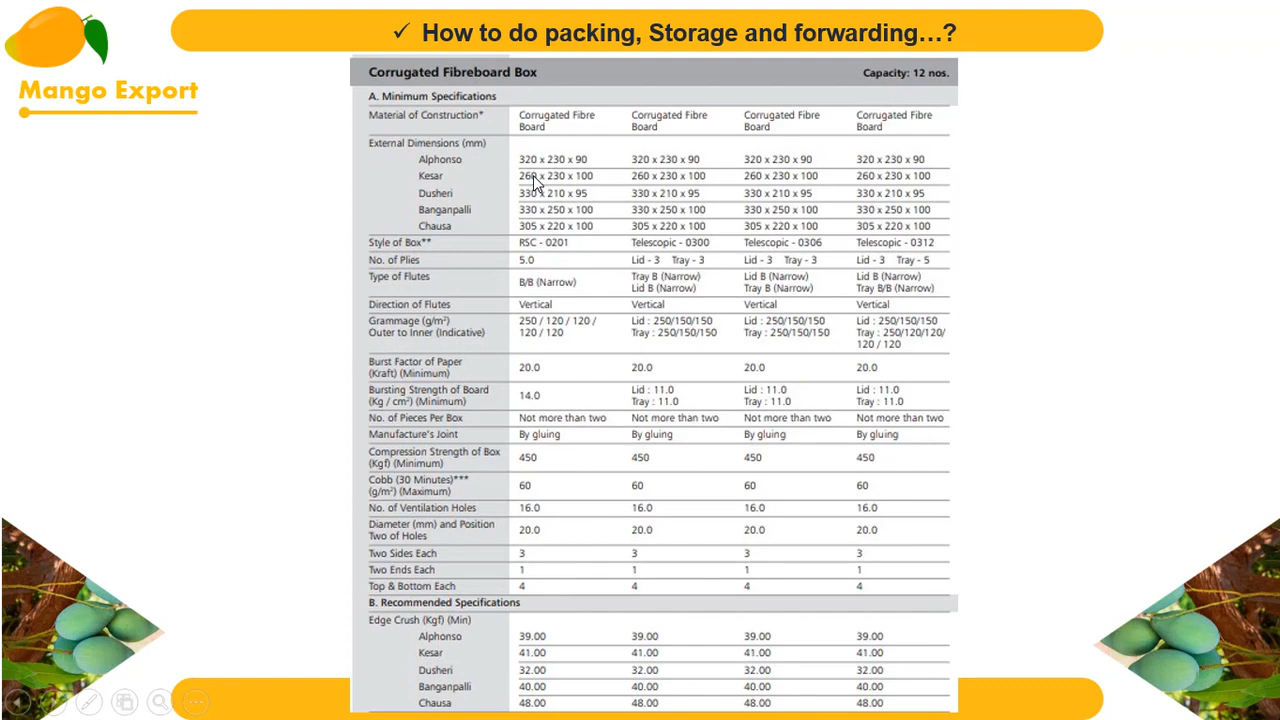 ✓ How to do packing, Storage and forwarding...?
Mango Export
Corrugated Fibreboard Box Capacity: 12 nos.
A. Minimum Specifications
Material of Construction* Corrugated Fibre Board Corrugated Fibre Board Corrugated Fibre Board Corrugated Fibre Board
External Dimensions (mm)
Alphonso 320 x 230 x 90 320 x 230 x 90 320 x 230 x 90 320 x 230 x 90
Kesar 260 x 230 x 100 260 x 230 x 100 260 x 230 x 100 260 x 230 x 100
Dusheri 330 x 210 x 95 330 x 210 x 95 330 x 210 x 95 330 x 210 x 95
Banganpalli 330 x 250 x 100 330 x 250 x 100 330 x 250 x 100 330 x 250 x 100
Chausa 305 x 220 x 100 305 x 220 x 100 305 x 220 x 100 305 x 220 x 100
Style of Box** RSC - 0201 Telescopic - 0300 Telescopic - 0306 Telescopic - 0312
No. of Plies 5.0 Lid - 3 Tray - 3 Lid - 3 Tray - 3 Lid - 3 Tray - 5
Type of Flutes B/B (Narrow) Tray B (Narrow) Lid B (Narrow) Lid B (Narrow) Tray B (Narrow) Lid B (Narrow) Tray B/B (Narrow)
Direction of Flutes Vertical Vertical Vertical Vertical
Grammage (g/m²) 250 / 120 / 120 / Lid : 250/150/150 Lid : 250/150/150 Lid : 250/150/150
Outer to Inner (Indicative) 120 / 120 Tray : 250/150/150 Tray : 250/150/150 Tray : 250/120/120/
120 / 120
Burst Factor of Paper
(Kraft) (Minimum) 20.0 20.0 20.0 20.0
Bursting Strength of Board Lid : 11.0 Lid : 11.0 Lid : 11.0
(Kg / cm²) (Minimum) 14.0 Tray : 11.0 Tray : 11.0 Tray : 11.0
No. of Pieces Per Box Not more than two Not more than two Not more than two Not more than two
Manufacture's Joint By gluing By gluing By gluing By gluing
Compression Strength of Box
(Kgf) (Minimum) 450 450 450 450
Cobb (30 Minutes)***
(g/m²) (Maximum) 60 60 60 60
No. of Ventilation Holes 16.0 16.0 16.0 16.0
Diameter (mm) and Position
Two of Holes 20.0 20.0 20.0 20.0
Two Sides Each 3 3 3 3
Two Ends Each 1 1 1 1
Top & Bottom Each 4 4 4 4
B. Recommended Specifications
Edge Crush (Kgf) (Min)
Alphonso 39.00 39.00 39.00 39.00
Kesar 41.00 41.00 41.00 41.00
Dusheri 32.00 32.00 32.00 32.00
Banganpalli 40.00 40.00 40.00 40.00
Chausa 48.00 48.00 48.00 48.00